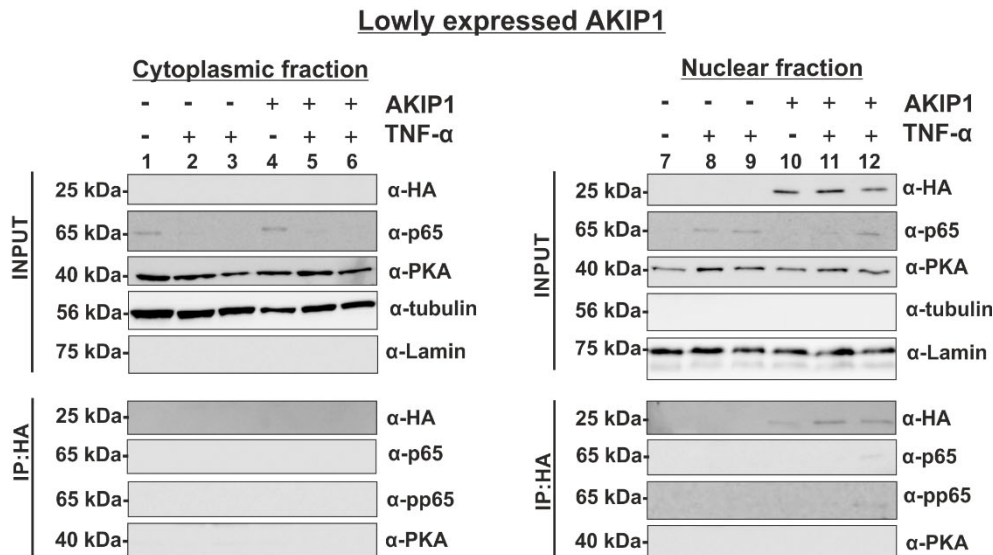 Lowly expressed AKIP1
Cytoplasmic fraction
- - - + + + AKIP1
- + + - + + TNF-α
1 2 3 4 5 6
INPUT
25 kDa- α-HA
65 kDa- α-p65
40 kDa- α-PKA
56 kDa- α-tubulin
75 kDa- α-Lamin
IP:HA
25 kDa- α-HA
65 kDa- α-p65
65 kDa- α-pp65
40 kDa- α-PKA
Nuclear fraction
- - - + + + AKIP1
- + + - + + TNF-α
7 8 9 10 11 12
INPUT
25 kDa- α-HA
65 kDa- α-p65
40 kDa- α-PKA
56 kDa- α-tubulin
75 kDa- α-Lamin
IP:HA
25 kDa- α-HA
65 kDa- α-p65
65 kDa- α-pp65
40 kDa- α-PKA